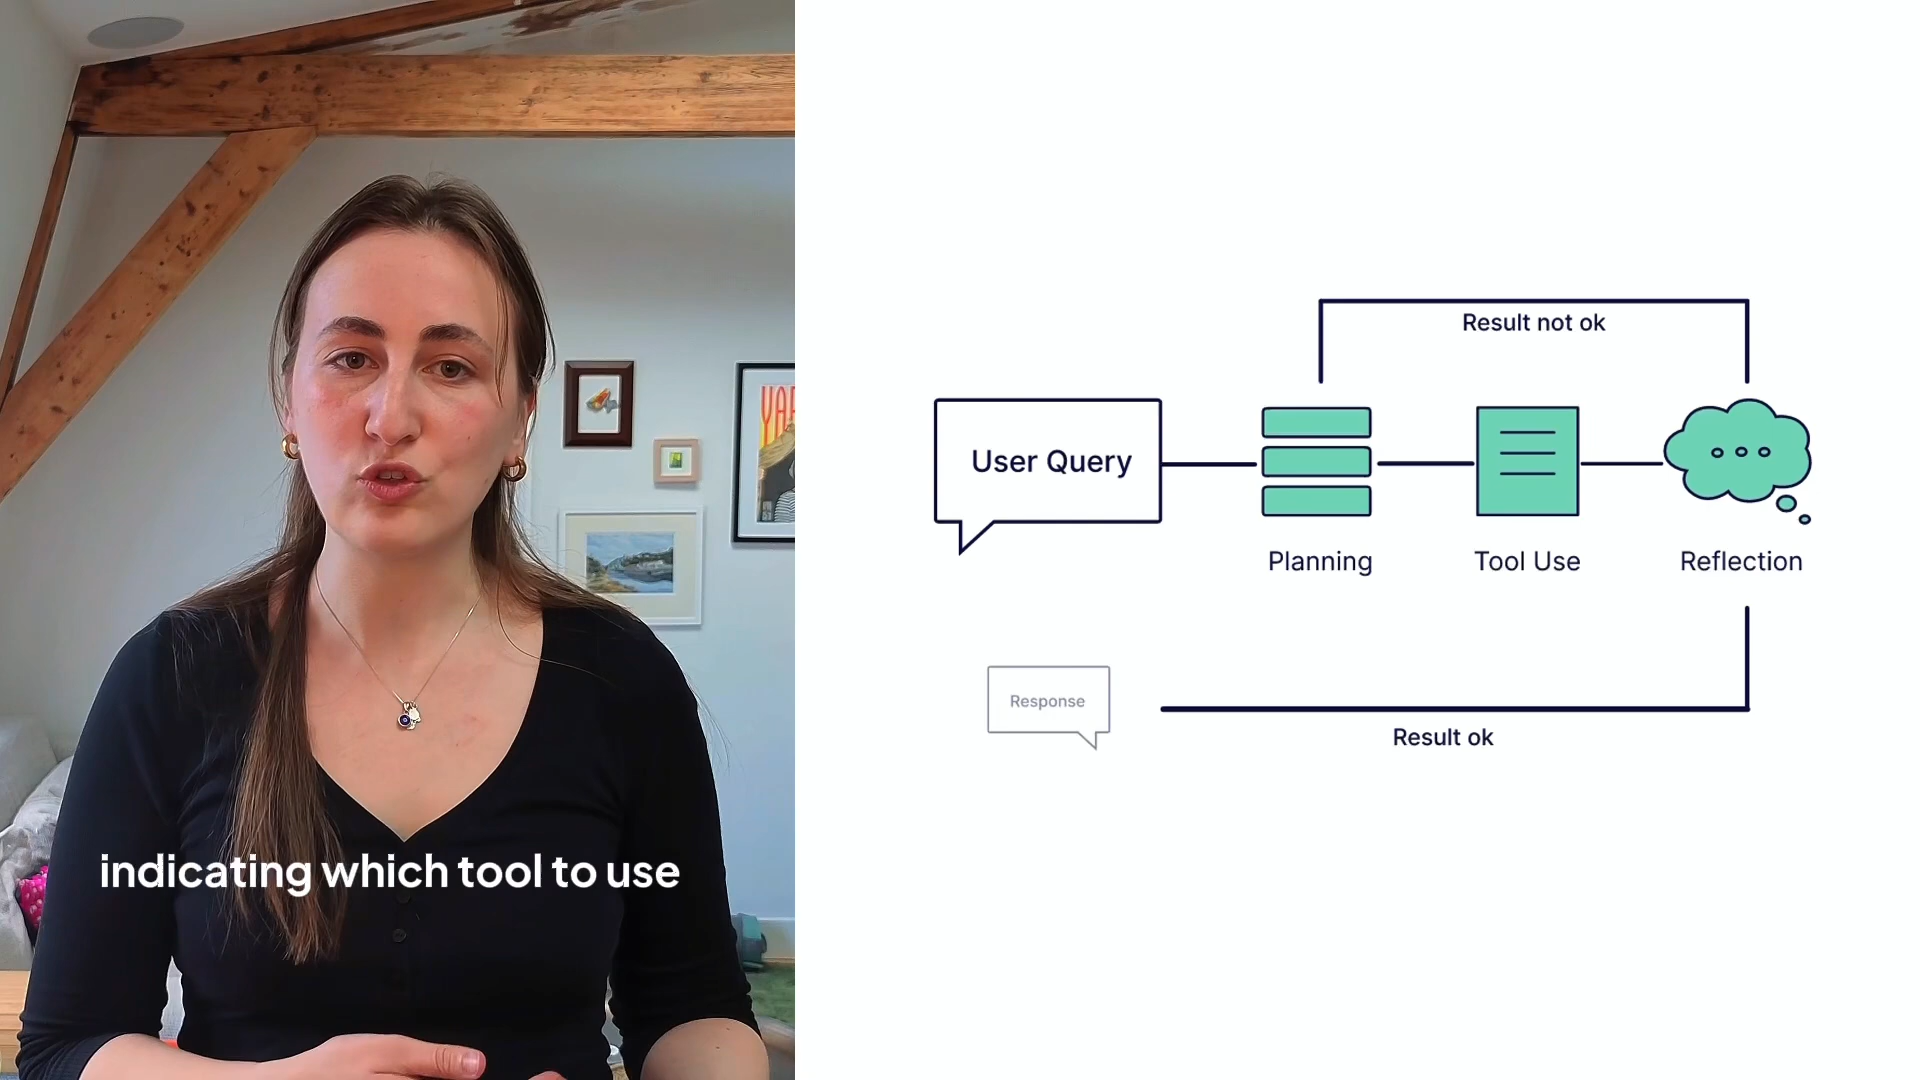 indicating which tool to use
Result not ok
User Query
Planning
Tool Use
Reflection
Response
Result ok